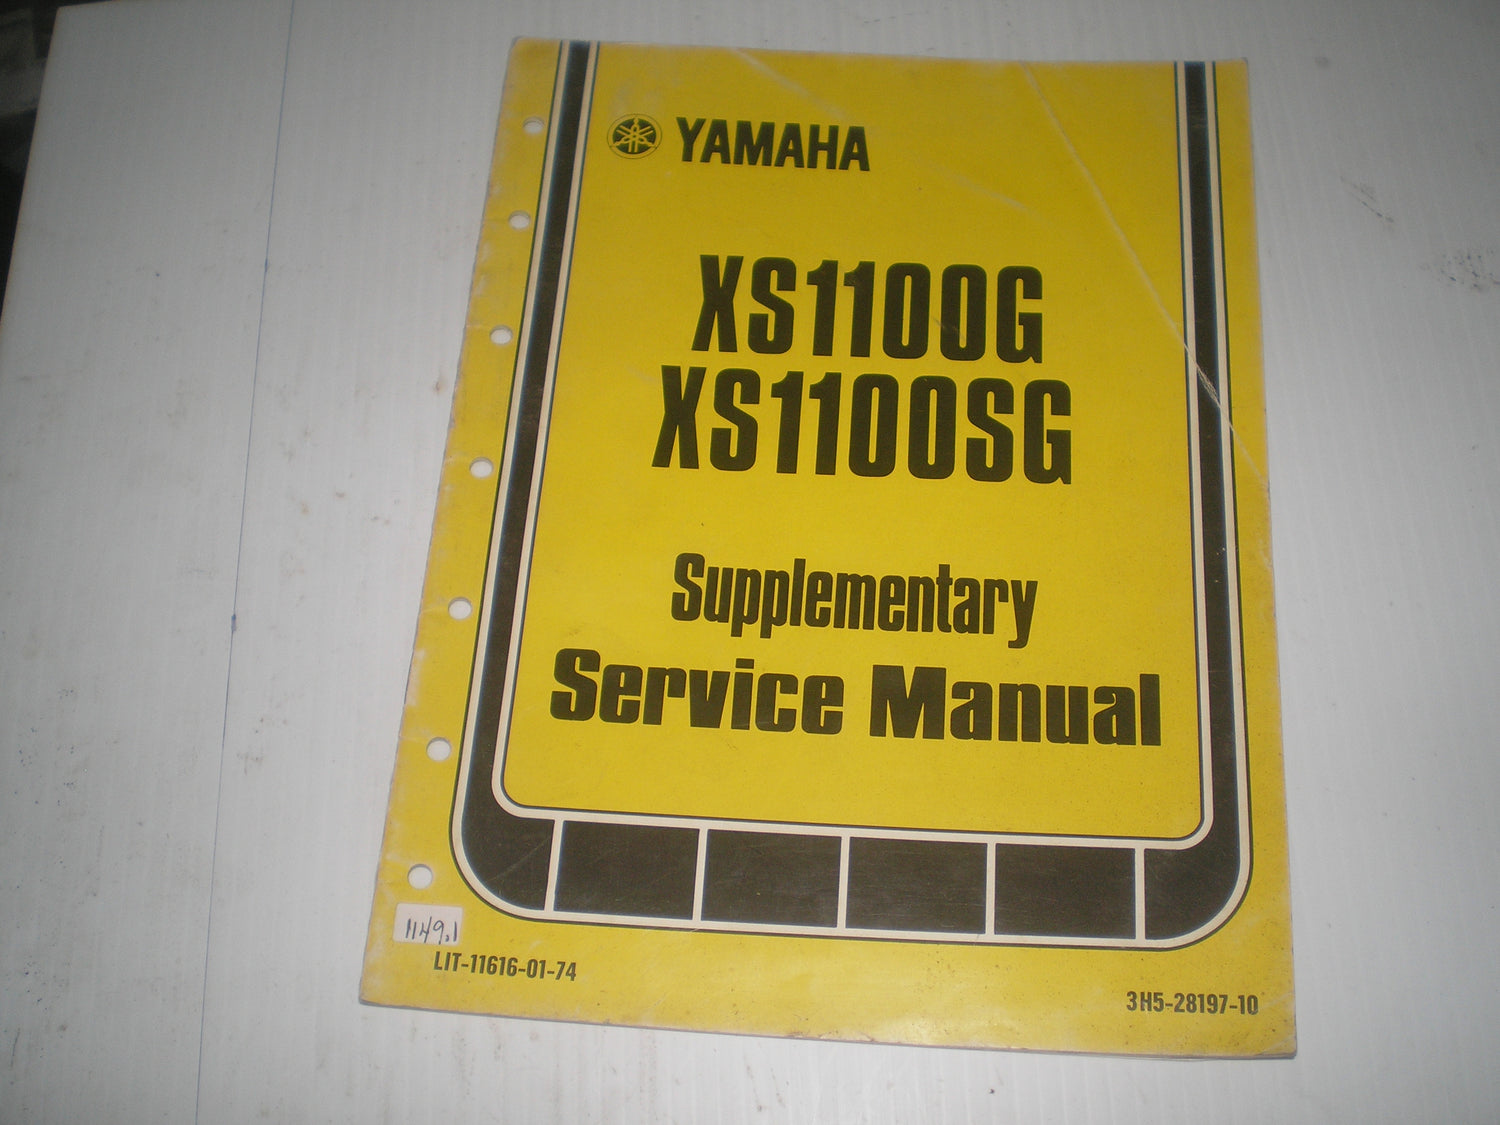 YAMAHA
XS1100G
XS1100SG
Supplementary
Service Manual
1149.1
LIT-11616-01-74
3H5-28197-10